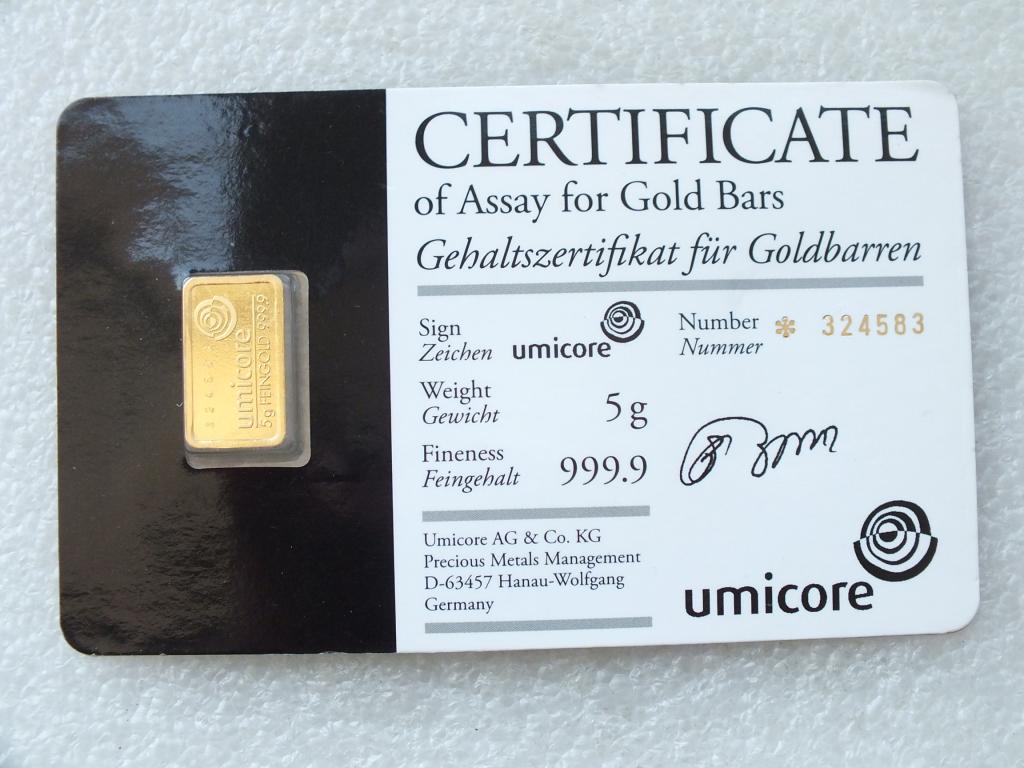 CERTIFICATE
of Assay for Gold Bars
Gehaltszertifikat für Goldbarren
Sign
Zeichen
umicore
Number * 324583
Nummer
Weight
Gewicht
5 g
Fineness
Feingehalt
999.9
Umicore AG & Co. KG
Precious Metals Management
D-63457 Hanau-Wolfgang
Germany
umicore
umicore
5g FEINGOLD 999.9